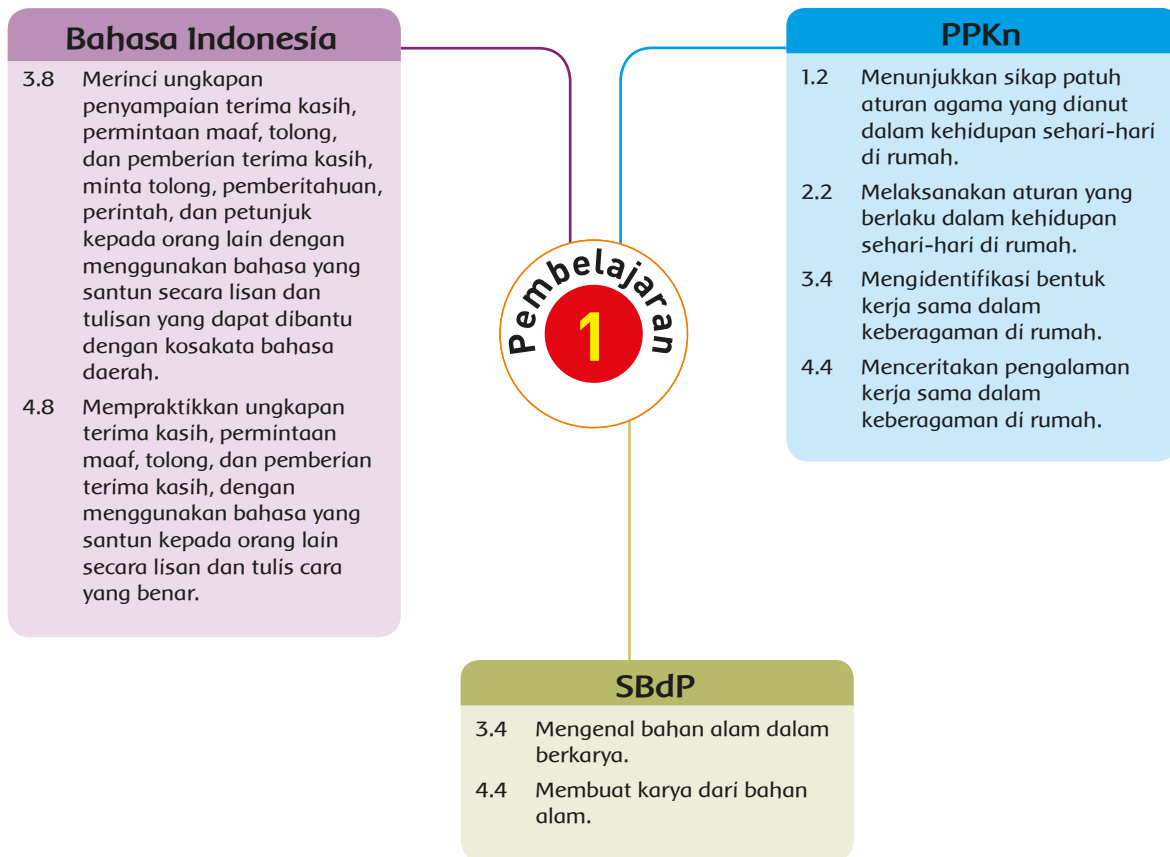 Bahasa Indonesia
3.8 Merinci ungkapan
penyampaian terima kasih,
permintaan maaf, tolong,
dan pemberian terima kasih,
minta tolong, pemberitahuan,
perintah, dan petunjuk
kepada orang lain dengan
menggunakan bahasa yang
santun secara lisan dan
tulisan yang dapat dibantu
dengan kosakata bahasa
daerah.
4.8 Mempraktikkan ungkapan
terima kasih, permintaan
maaf, tolong, dan pemberian
terima kasih, dengan
menggunakan bahasa yang
santun kepada orang lain
secara lisan dan tulis cara
yang benar.
Pembelajaran
1
PPKn
1.2 Menunjukkan sikap patuh
aturan agama yang dianut
dalam kehidupan sehari-hari
di rumah.
2.2 Melaksanakan aturan yang
berlaku dalam kehidupan
sehari-hari di rumah.
3.4 Mengidentifikasi bentuk
kerja sama dalam
keberagaman di rumah.
4.4 Menceritakan pengalaman
kerja sama dalam
keberagaman di rumah.
SBdP
3.4 Mengenal bahan alam dalam
berkarya.
4.4 Membuat karya dari bahan
alam.